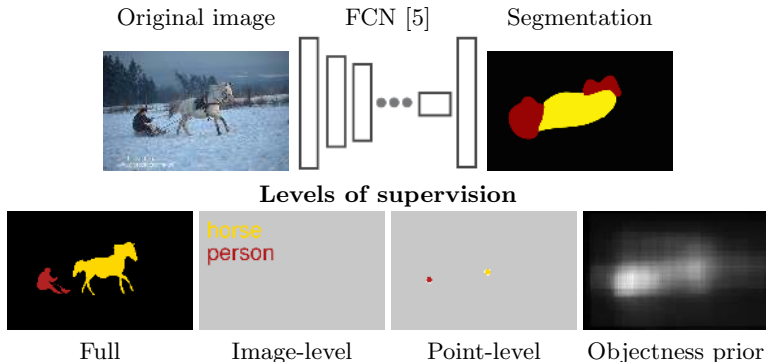 Original image FCN [5] Segmentation
Levels of supervision
horse
person
Full Image-level Point-level Objectness prior